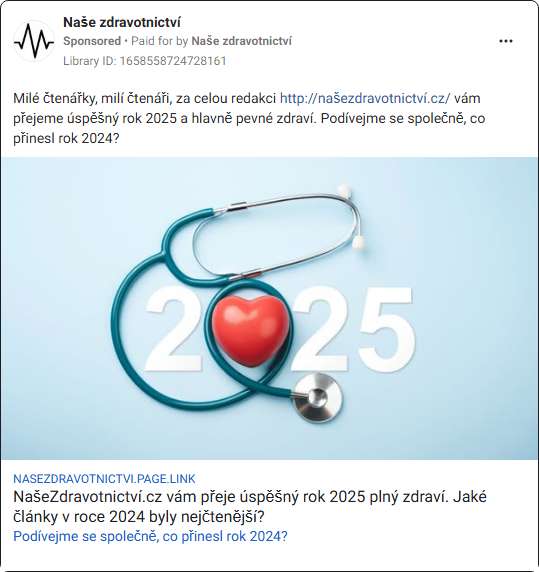 Naše zdravotnictví
Sponsored • Paid for by Naše zdravotnictví
Library ID: 1658558724728161
Milé čtenářky, milí čtenáři, za celou redakci http://našezdravotnictví.cz/ vám
přejeme úspěšný rok 2025 a hlavně pevné zdraví. Podívejme se společně, co
přinesl rok 2024?
2025
NASEZDRAVOTNICTVI.PAGE.LINK
NašeZdravotnictví.cz vám přeje úspěšný rok 2025 plný zdraví. Jaké
články v roce 2024 byly nejčtenější?
Podívejme se společně, co přinesl rok 2024?